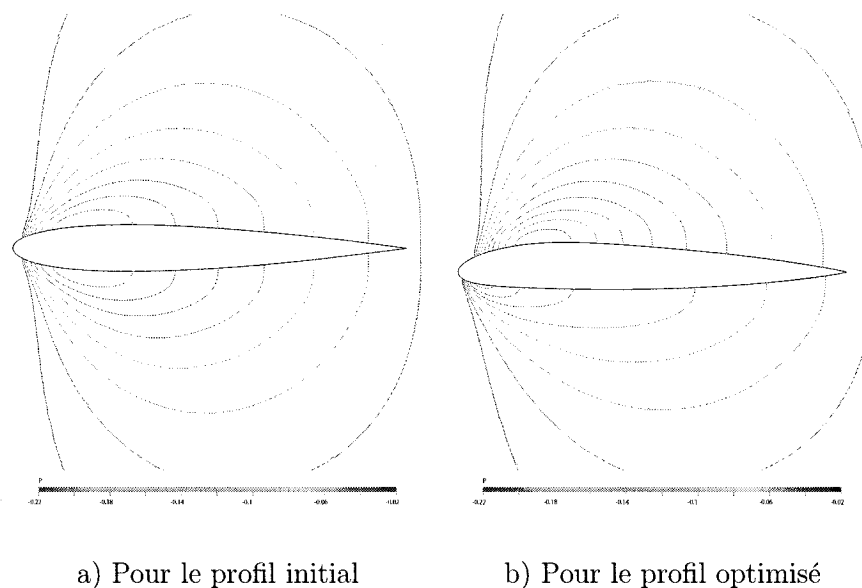 P
-0.22 -0.18 -0.14 -0.1 -0.06 -0.02
P
-0.22 -0.18 -0.14 -0.1 -0.06 -0.02
a) Pour le profil initial
b) Pour le profil optimisé